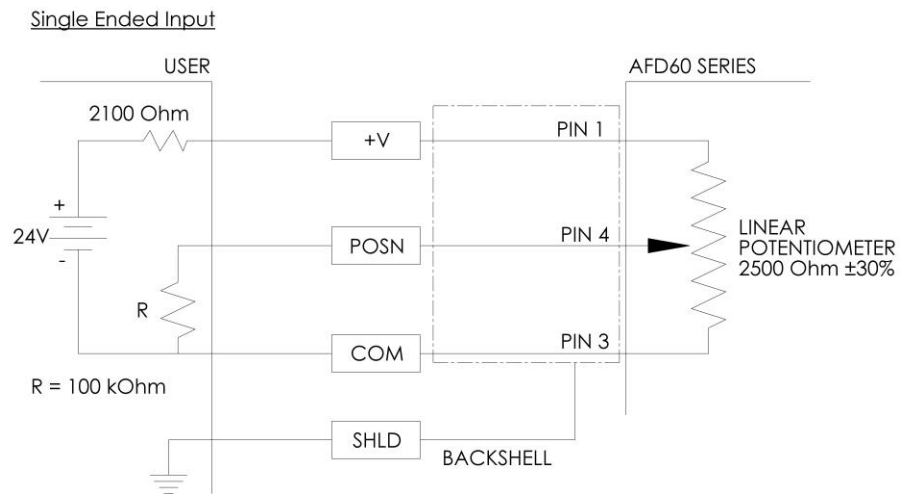 Single Ended Input
USER
AFD60 SERIES
2100 Ohm
+V
PIN 1
+
24V
-
POSN
PIN 4
LINEAR
POTENTIOMETER
2500 Ohm ±30%
R
COM
PIN 3
R = 100 kOhm
SHLD
BACKSHELL